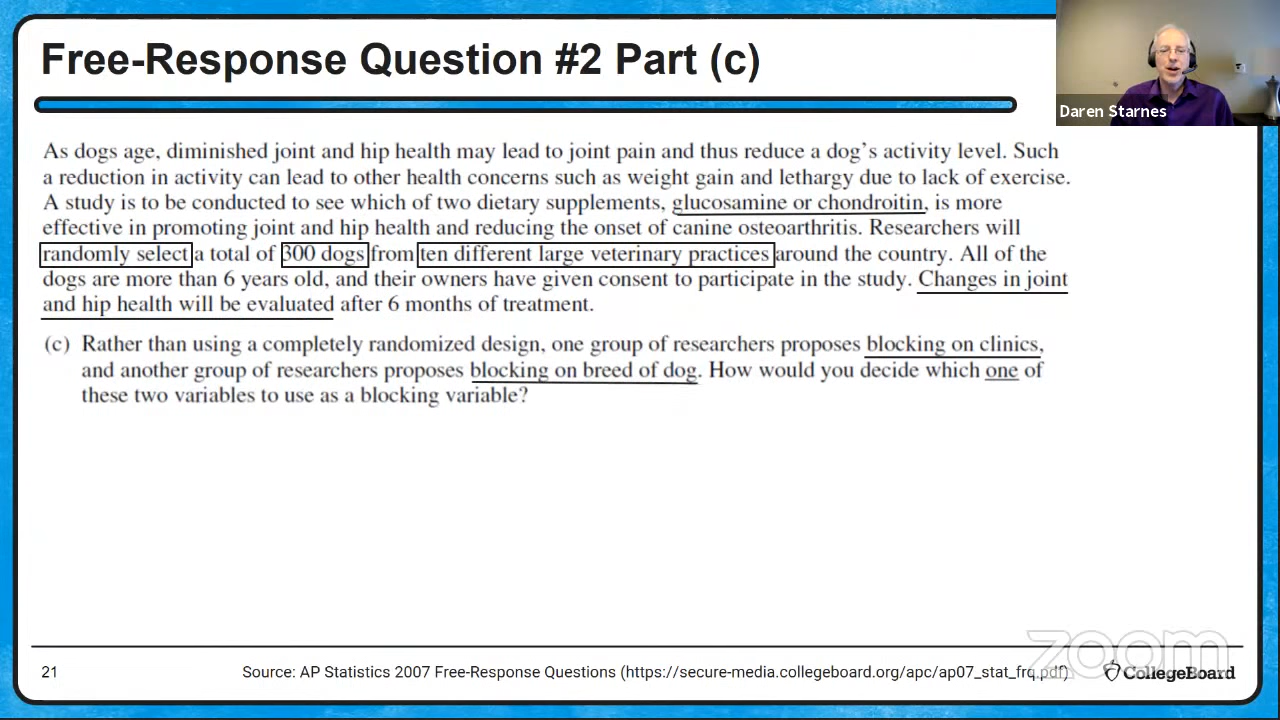 Free-Response Question #2 Part (c)
Daren Starnes
As dogs age, diminished joint and hip health may lead to joint pain and thus reduce a dog's activity level. Such
a reduction in activity can lead to other health concerns such as weight gain and lethargy due to lack of exercise.
A study is to be conducted to see which of two dietary supplements, glucosamine or chondroitin, is more
effective in promoting joint and hip health and reducing the onset of canine osteoarthritis. Researchers will
randomly select a total of 300 dogs from ten different large veterinary practices around the country. All of the
dogs are more than 6 years old, and their owners have given consent to participate in the study. Changes in joint
and hip health will be evaluated after 6 months of treatment.
(c) Rather than using a completely randomized design, one group of researchers proposes blocking on clinics,
and another group of researchers proposes blocking on breed of dog. How would you decide which one of
these two variables to use as a blocking variable?
zoom
21 Source: AP Statistics 2007 Free-Response Questions (https://secure-media.collegeboard.org/apc/ap07_stat_frq.pdf) CollegeBoard